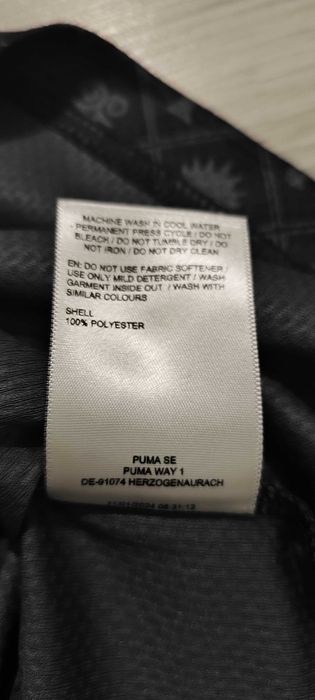 MACHINE WASH IN COOL WATER
- PERMANENT PRESS CYCLE / DO NOT
BLEACH / DO NOT TUMBLE DRY / DO
NOT IRON / DO NOT DRY CLEAN
EN: DO NOT USE FABRIC SOFTENER /
USE ONLY MILD DETERGENT / WASH
GARMENT INSIDE OUT / WASH WITH
SIMILAR COLOURS
SHELL
100% POLYESTER
PUMA SE
PUMA WAY 1
DE-91074 HERZOGENAURACH